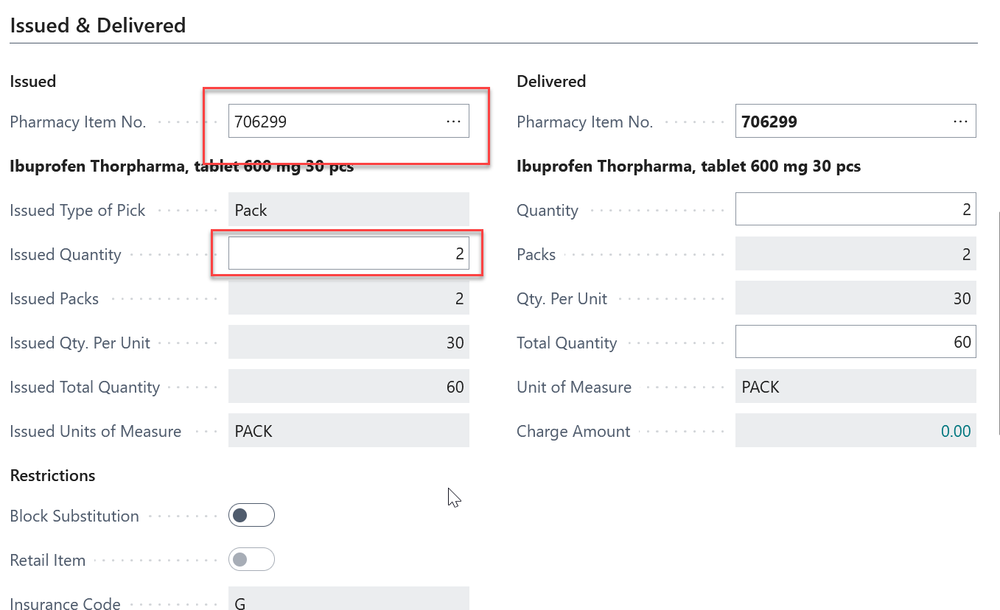 Issued & Delivered
Issued
Pharmacy Item No. 706299 ...
Ibuprofen Thorpharma, tablet 600 mg 30 pcs
Issued Type of Pick Pack
Issued Quantity 2
Issued Packs 2
Issued Qty. Per Unit 30
Issued Total Quantity 60
Issued Units of Measure PACK
Restrictions
Block Substitution
Retail Item
Insurance Code G
Delivered
Pharmacy Item No. 706299 ...
Ibuprofen Thorpharma, tablet 600 mg 30 pcs
Quantity 2
Packs 2
Qty. Per Unit 30
Total Quantity 60
Unit of Measure PACK
Charge Amount 0.00